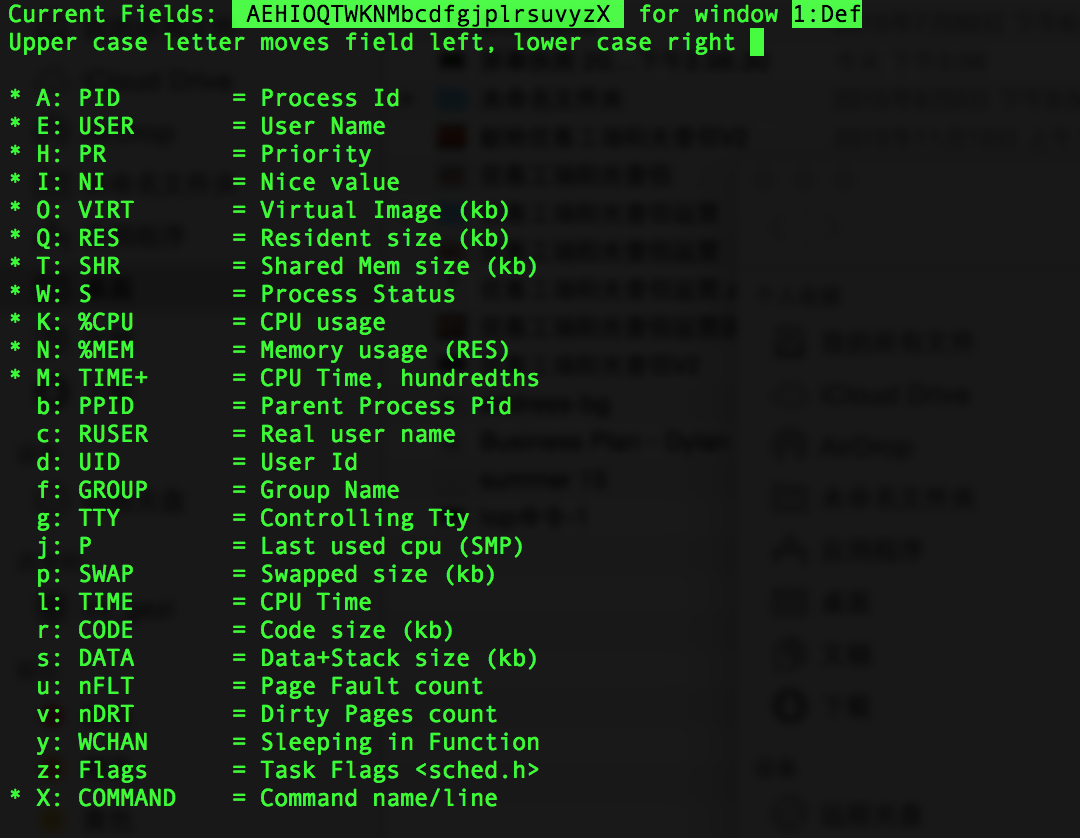 Current Fields: AEHIOQTWKNMbcdfgjplrsuvyzX for window 1:Def
Upper case letter moves field left, lower case right
* A: PID = Process Id
* E: USER = User Name
* H: PR = Priority
* I: NI = Nice value
* O: VIRT = Virtual Image (kb)
* Q: RES = Resident size (kb)
* T: SHR = Shared Mem size (kb)
* W: S = Process Status
* K: %CPU = CPU usage
* N: %MEM = Memory usage (RES)
* M: TIME+ = CPU Time, hundredths
b: PPID = Parent Process Pid
c: RUSER = Real user name
d: UID = User Id
f: GROUP = Group Name
g: TTY = Controlling Tty
j: P = Last used cpu (SMP)
p: SWAP = Swapped size (kb)
l: TIME = CPU Time
r: CODE = Code size (kb)
s: DATA = Data+Stack size (kb)
u: nFLT = Page Fault count
v: nDRT = Dirty Pages count
y: WCHAN = Sleeping in Function
z: Flags = Task Flags <sched.h>
* X: COMMAND = Command name/line